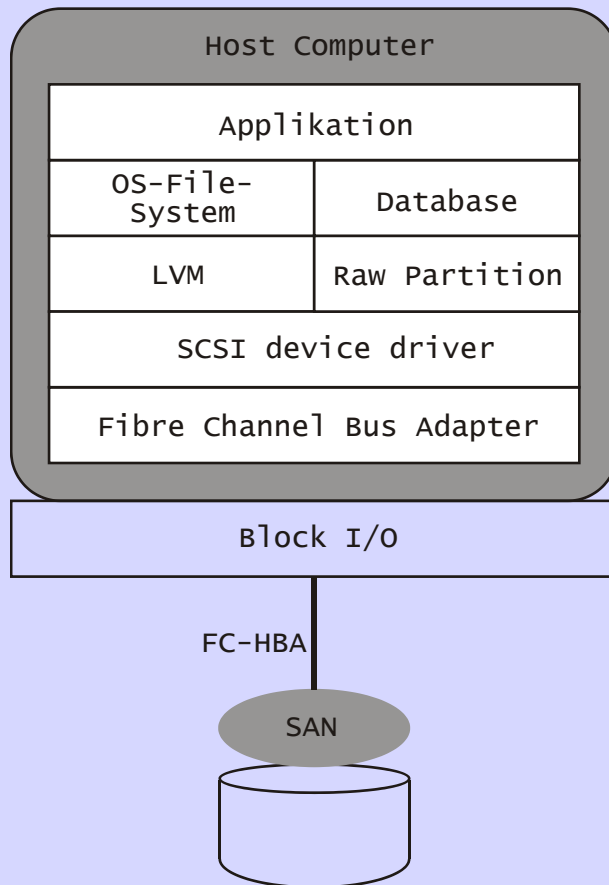 Host Computer
Applikation
OS-File-
System
Database
LVM
Raw Partition
SCSI device driver
Fibre Channel Bus Adapter
Block I/O
FC-HBA
SAN